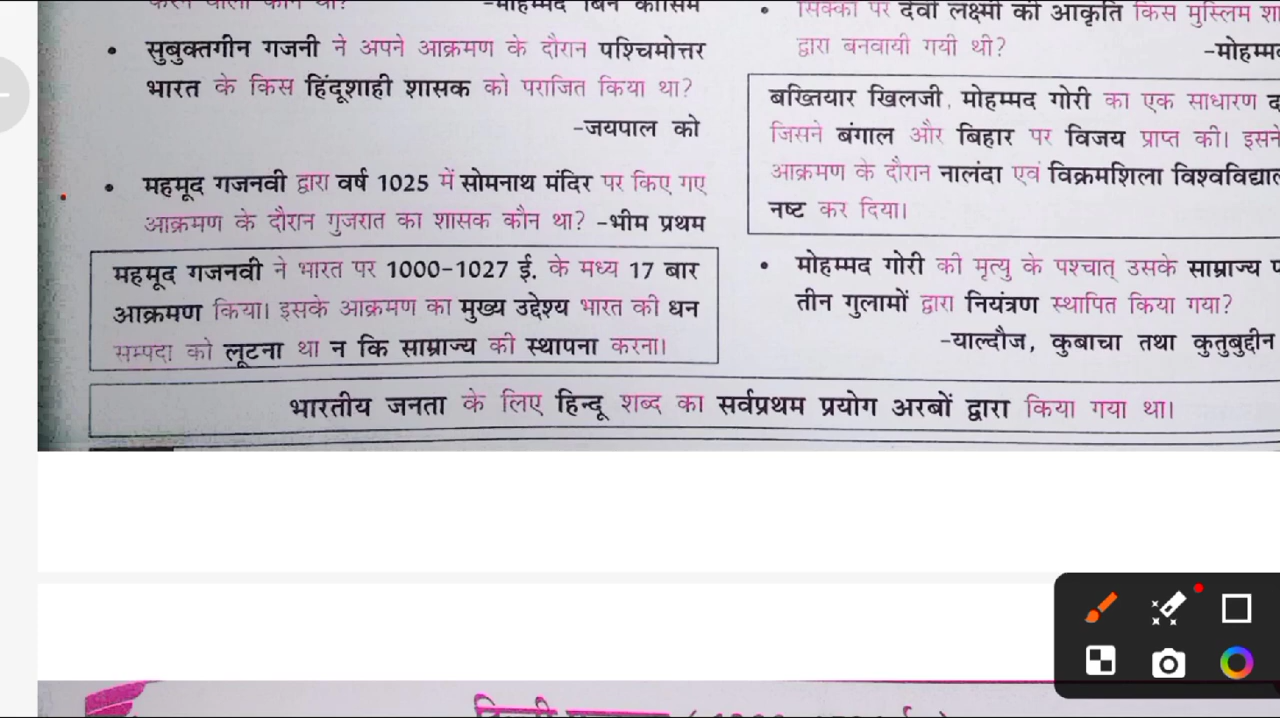 -मोहम्मद बिन कासिम
• सुबुक्तगीन गजनी ने अपने आक्रमण के दौरान पश्चिमोत्तर
भारत के किस हिंदूशाही शासक को पराजित किया था?
-जयपाल को
• महमूद गजनवी द्वारा वर्ष 1025 में सोमनाथ मंदिर पर किए गए
आक्रमण के दौरान गुजरात का शासक कौन था? -भीम प्रथम
महमूद गजनवी ने भारत पर 1000-1027 ई. के मध्य 17 बार
आक्रमण किया। इसके आक्रमण का मुख्य उद्देश्य भारत की धन
सम्पदा को लूटना था न कि साम्राज्य की स्थापना करना।
• सिक्कों पर देवी लक्ष्मी की आकृति किस मुस्लिम
द्वारा बनवायी गयी थी?
बख्तियार खिलजी, मोहम्मद गोरी का एक साधारण
जिसने बंगाल और बिहार पर विजय प्राप्त की। इसने
आक्रमण के दौरान नालंदा एवं विक्रमशिला
नष्ट कर दिया।
• मोहम्मद गोरी की मृत्यु के पश्चात् उसके साम्राज्य
तीन गुलामों द्वारा नियंत्रण स्थापित किया गया?
-याल्दौज, कुबाचा तथा कुतुबुद्दीन
भारतीय जनता के लिए हिन्दू शब्द का सर्वप्रथम प्रयोग अरबों द्वारा किया गया था।